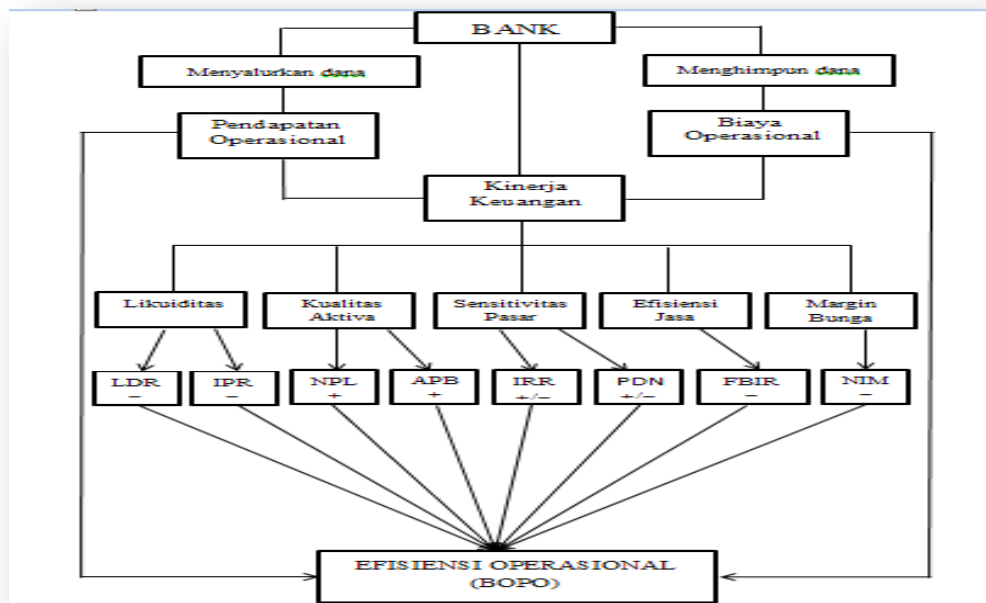 BANK
Menyalurkan dana
Menghimpun dana
Pendapatan
Operasional
Biaya
Operasional
Kinerja
Keuangan
Likuiditas
Kualitas
Aktiva
Sensitivitas
Pasar
Efisiensi
Jasa
Margin
Bunga
LDR
–
IPR
–
NPL
+
APB
+
IRR
+/–
PDN
+/–
FBIR
–
NIM
–
EFISIENSI OPERASIONAL
(BOPO)